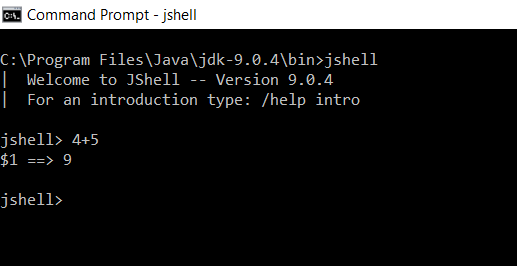 Command Prompt - jshell
C:\Program Files\Java\jdk-9.0.4\bin>jshell
|  Welcome to JShell -- Version 9.0.4
|  For an introduction type: /help intro
jshell> 4+5
$1 ==> 9
jshell>